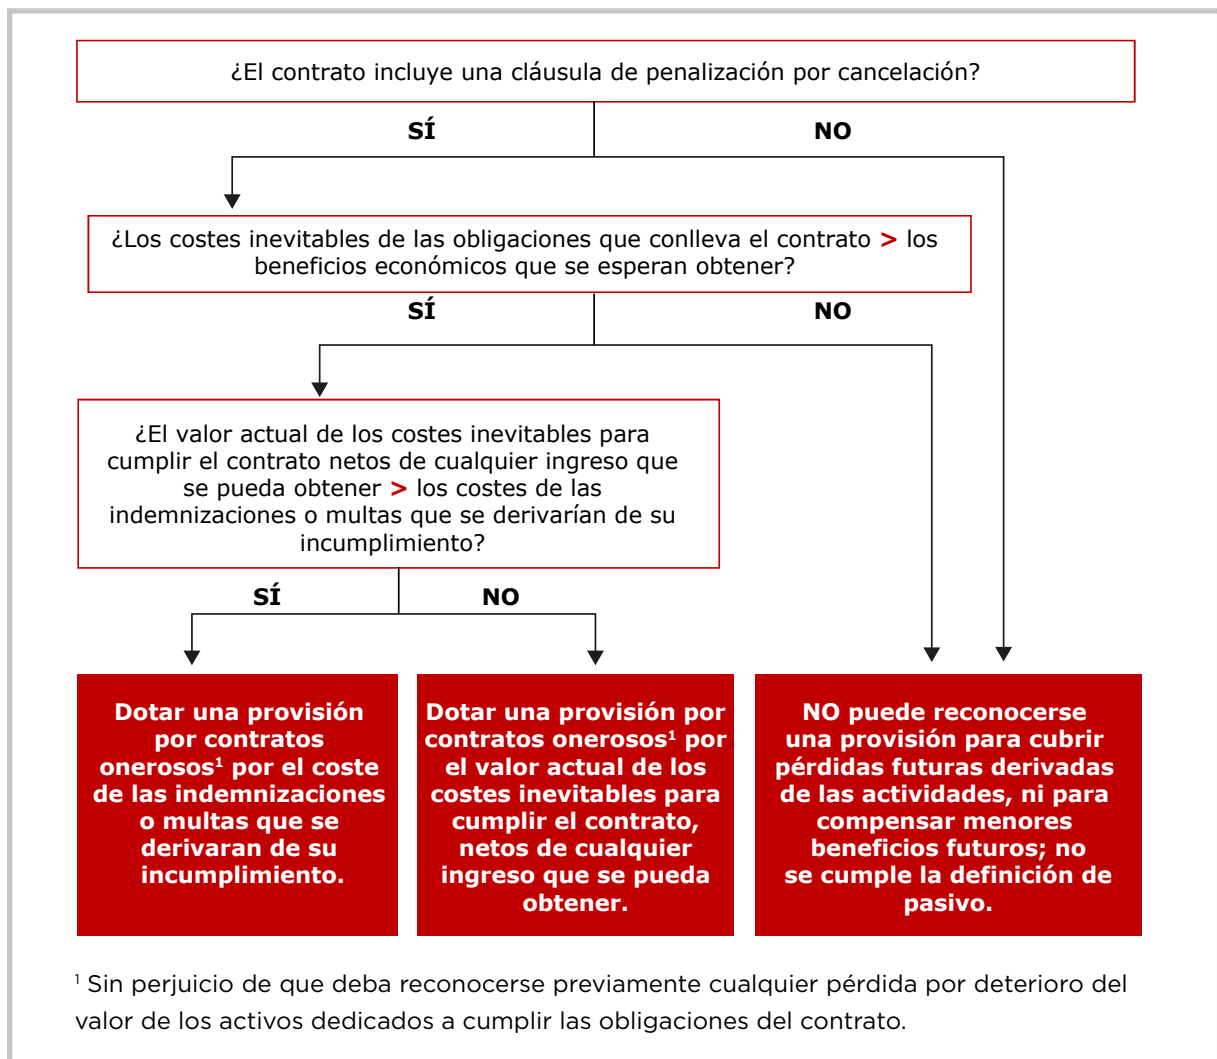 ¿El contrato incluye una cláusula de penalización por cancelación?
SÍ
NO
¿Los costes inevitables de las obligaciones que conlleva el contrato > los
beneficios económicos que se esperan obtener?
SÍ
NO
¿El valor actual de los costes inevitables para
cumplir el contrato netos de cualquier ingreso que
se pueda obtener > los costes de las
indemnizaciones o multas que se derivarían de su
incumplimiento?
SÍ
NO
Dotar una provisión
por contratos
onerosos¹ por el coste
de las indemnizaciones
o multas que se
derivaran de su
incumplimiento.
Dotar una provisión por
contratos onerosos¹ por
el valor actual de los
costes inevitables para
cumplir el contrato,
netos de cualquier
ingreso que se pueda
obtener.
NO puede reconocerse
una provisión para cubrir
pérdidas futuras derivadas
de las actividades, ni para
compensar menores
beneficios futuros; no
se cumple la definición de
pasivo.
¹ Sin perjuicio de que deba reconocerse previamente cualquier pérdida por deterioro del
valor de los activos dedicados a cumplir las obligaciones del contrato.